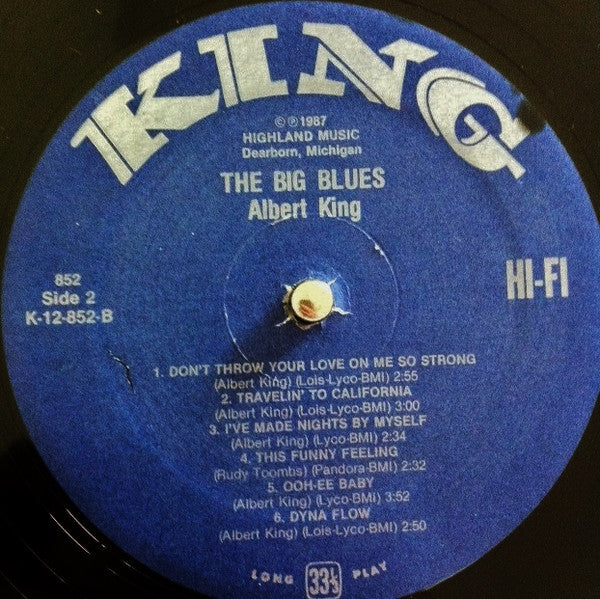 KING
©℗1987
HIGHLAND MUSIC
Dearborn, Michigan
THE BIG BLUES
Albert King
852
Side 2
K-12-852-B
HI-FI
1. DON'T THROW YOUR LOVE ON ME SO STRONG
(Albert King) (Lois-Lyco-BMI) 2:55
2. TRAVELIN' TO CALIFORNIA
(Albert King) (Lois-Lyco-BMI) 3:00
3. I'VE MADE NIGHTS BY MYSELF
(Albert King) (Lyco-BMI) 2:34
4. THIS FUNNY FEELING
(Rudy Toombs) (Pandora-BMI) 2:32
5. OOH-EE BABY
(Albert King) (Lyco-BMI) 3:52
6. DYNA FLOW
(Albert King) (Lois-Lyco-BMI) 2:50
LONG 33⅓ PLAY